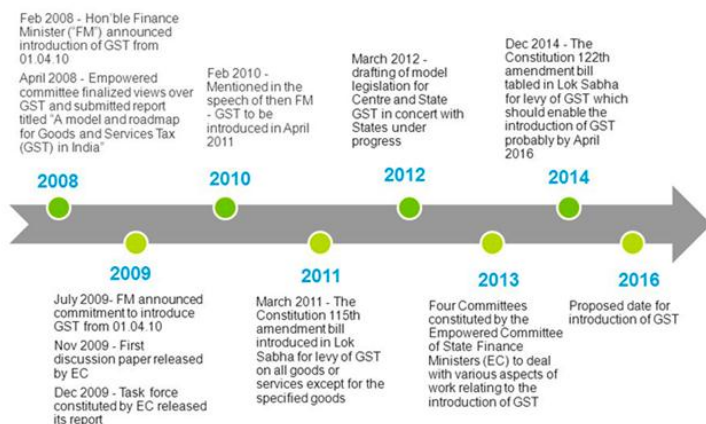 Feb 2008 - Hon'ble Finance
Minister ("FM") announced
introduction of GST from
01.04.10
April 2008 - Empowered
committee finalized views over
GST and submitted report
titled "A model and roadmap
for Goods and Services Tax
(GST) in India"
2008
Feb 2010 -
Mentioned in the
speech of then FM
- GST to be
introduced in April
2011
2010
March 2012 -
drafting of model
legislation for
Centre and State
GST in concert with
States under
progress
2012
Dec 2014 - The
Constitution 122th
amendment bill
tabled in Lok Sabha
for levy of GST which
should enable the
introduction of GST
probably by April
2016
2014
2009
July 2009- FM announced
commitment to introduce
GST from 01.04.10
Nov 2009 - First
discussion paper released
by EC
Dec 2009 - Task force
constituted by EC released
its report
2011
March 2011 - The
Constitution 115th
amendment bill
introduced in Lok
Sabha for levy of GST
on all goods or
services except for the
specified goods
2013
Four Committees
constituted by the
Empowered Committee
of State Finance
Ministers (EC) to deal
with various aspects of
work relating to the
introduction of GST
2016
Proposed date for
introduction of GST